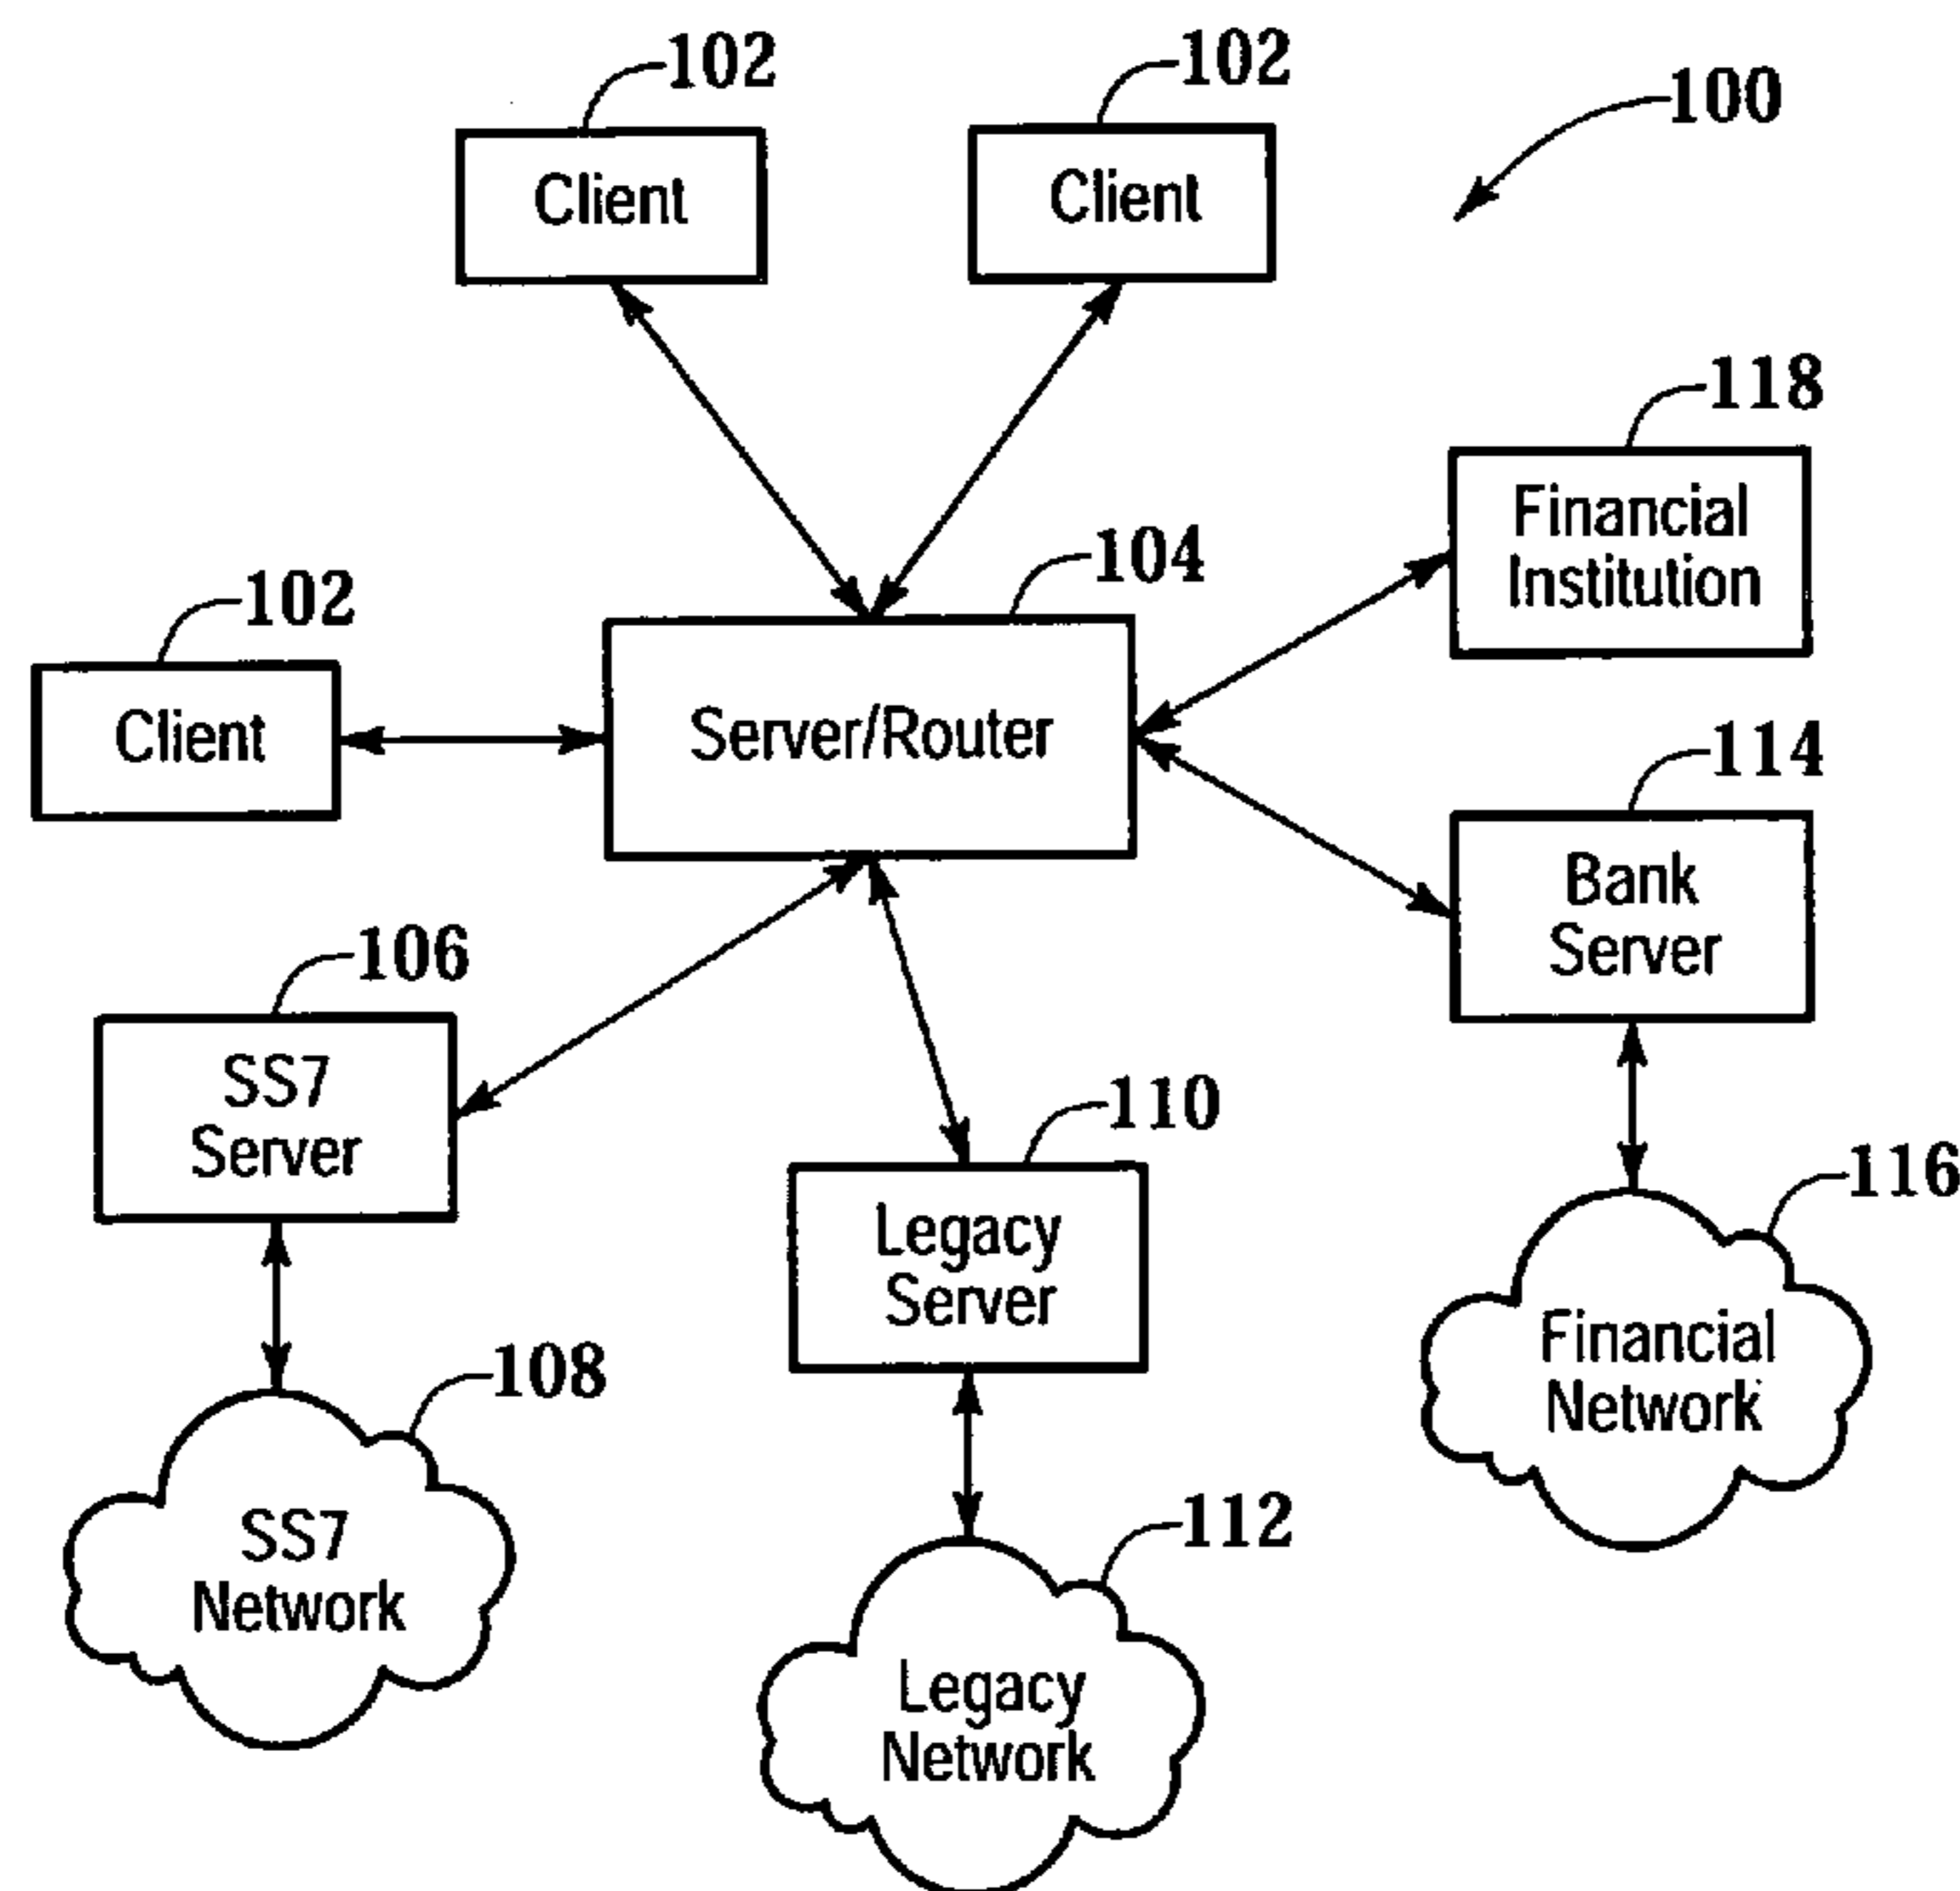 102
102
100
Client
Client
118
Financial
Institution
104
102
Server/Router
Client
114
Bank
Server
106
SS7
Server
110
Legacy
Server
116
Financial
Network
108
SS7
Network
112
Legacy
Network